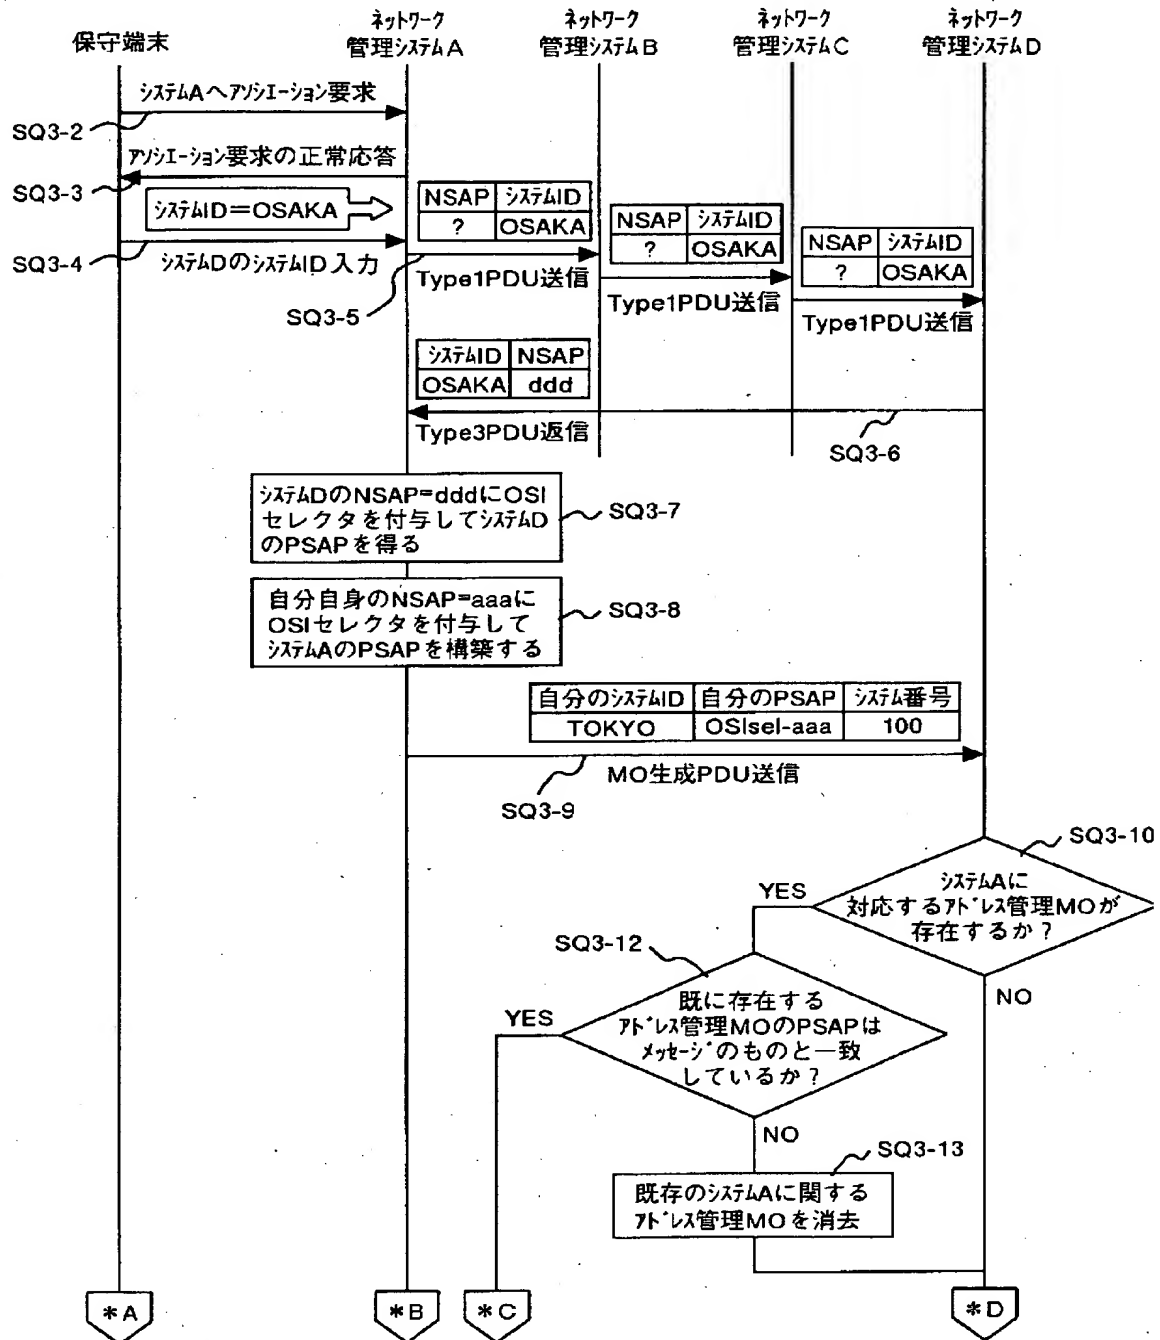 保守端末
ネットワーク
管理システムA
ネットワーク
管理システムB
ネットワーク
管理システムC
ネットワーク
管理システムD
システムAへアソシエーション要求
SQ3-2
アソシエーション要求の正常応答
SQ3-3
システムID＝OSAKA
NSAP システムID
? OSAKA
NSAP システムID
? OSAKA
NSAP システムID
? OSAKA
SQ3-4
システムDのシステムID入力
Type1PDU送信
SQ3-5
Type1PDU送信
Type1PDU送信
システムID NSAP
OSAKA ddd
Type3PDU返信
SQ3-6
システムDのNSAP=dddにOSI
セレクタを付与してシステムD
のPSAPを得る
SQ3-7
自分自身のNSAP=aaaに
OSIセレクタを付与して
システムAのPSAPを構築する
SQ3-8
自分のシステムID 自分のPSAP システム番号
TOKYO OSIsel-aaa 100
MO生成PDU送信
SQ3-9
SQ3-10
システムAに
対応するアドレス管理MOが
存在するか？
YES
NO
SQ3-12
既に存在する
アドレス管理MOのPSAPは
メッセージのものと一致
しているか？
YES
NO
SQ3-13
既存のシステムAに関する
アドレス管理MOを消去
＊A
＊B
＊C
＊D